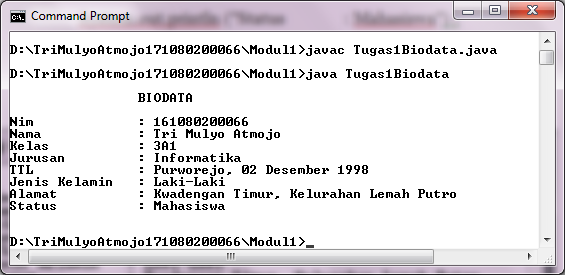 Command Prompt
D:\TriMulyoAtmojo171080200066\Modul1>javac Tugas1Biodata.java
D:\TriMulyoAtmojo171080200066\Modul1>java Tugas1Biodata
BIODATA
Nim : 161080200066
Nama : Tri Mulyo Atmojo
Kelas : 3A1
Jurusan : Informatika
TTL : Purworejo, 02 Desember 1998
Jenis Kelamin : Laki-Laki
Alamat : Kwadengan Timur, Kelurahan Lemah Putro
Status : Mahasiswa
D:\TriMulyoAtmojo171080200066\Modul1>_